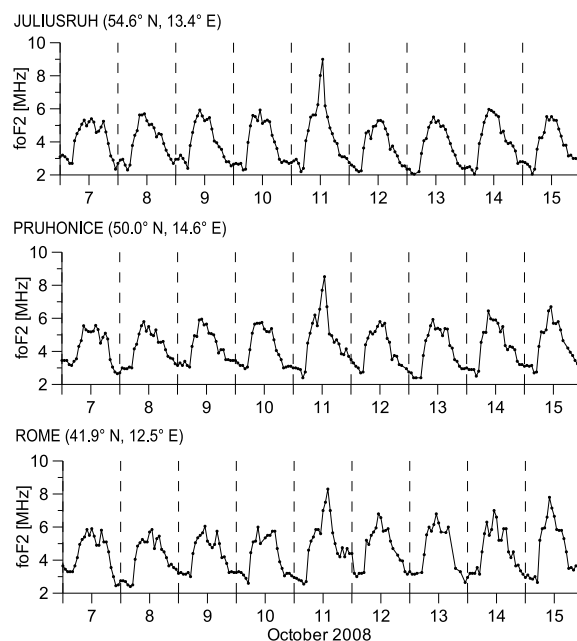 JULIUSRUH (54.6° N, 13.4° E)
foF2 [MHz]
10
8
6
4
2
7 8 9 10 11 12 13 14 15
PRUHONICE (50.0° N, 14.6° E)
foF2 [MHz]
10
8
6
4
2
7 8 9 10 11 12 13 14 15
ROME (41.9° N, 12.5° E)
foF2 [MHz]
10
8
6
4
2
7 8 9 10 11 12 13 14 15
October 2008